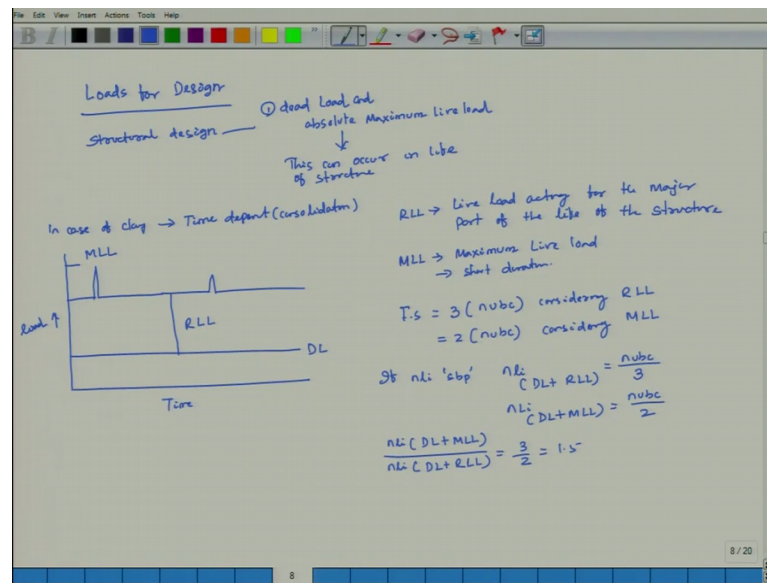 File Edit View Insert Actions Tools Help
B I
Loads for Design
Structural design
① dead Load and
absolute Maximum Live load
This can occur in life
of structure
In case of clay → Time depent (consolidation)
MLL
load ↑
RLL
DL
Time
RLL → Live load acting for the Major
part of the life of the structure
MLL → Maximum Live load
→ short duration.
F.s = 3 (nubc) considering RLL
= 2 (nubc) considering MLL
If nli 'sbp' nli (DL + RLL) = nubc/3
nli (DL+MLL) = nubc/2
nli (DL+MLL) / nli (DL+RLL) = 3/2 = 1.5
8 / 20
8